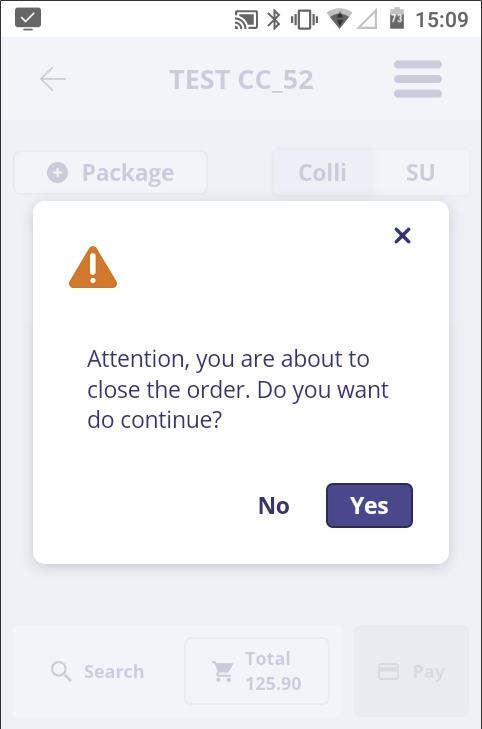 73 15:09
TEST CC_52
Package Colli SU
Attention, you are about to
close the order. Do you want
do continue?
No Yes
Search Total Pay
125.90